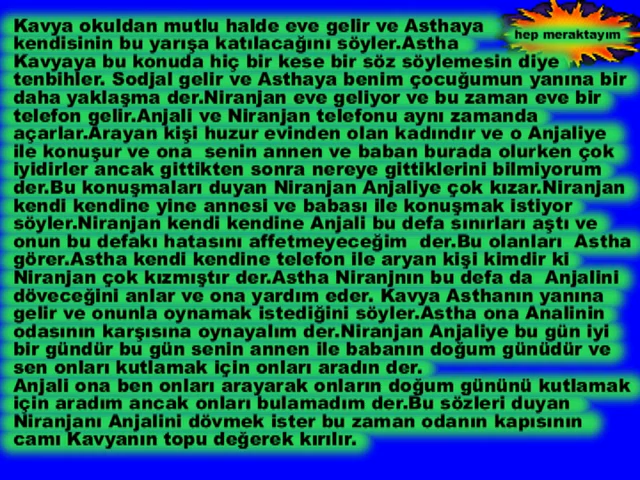 Kavya okuldan mutlu halde eve gelir ve Asthaya
hep meraktayım
kendisinin bu yarışa katılacağını söyler.Astha
Kavyaya bu konuda hiç bir kese bir söz söylemesin diye
tenbihler. Sodjal gelir ve Asthaya benim çocuğumun yanına bir
daha yaklaşma der.Niranjan eve geliyor ve bu zaman eve bir
telefon gelir.Anjali ve Niranjan telefonu aynı zamanda
açarlar.Arayan kişi huzur evinden olan kadındır ve o Anjaliye
ile konuşur ve ona senin annen ve baban burada olurken çok
iyidirler ancak gittikten sonra nereye gittiklerini bilmiyorum
der.Bu konuşmaları duyan Niranjan Anjaliye çok kızar.Niranjan
kendi kendine yine annesi ve babası ile konuşmak istiyor
söyler.Niranjan kendi kendine Anjali bu defa sınırları aştı ve
onun bu defakı hatasını affetmeyeceğim der.Bu olanları Astha
görer.Astha kendi kendine telefon ile aryan kişi kimdir ki
Niranjan çok kızmıştır der.Astha Niranjnın bu defa da Anjalini
döveceğini anlar ve ona yardım eder. Kavya Asthanın yanına
gelir ve onunla oynamak istediğini söyler.Astha ona Analinin
odasının karşısına oynayalım der.Niranjan Anjaliye bu gün iyi
bir gündür bu gün senin annen ile babanın doğum günüdür ve
sen onları kutlamak için onları aradın der.
Anjali ona ben onları arayarak onların doğum gününü kutlamak
için aradım ancak onları bulamadım der.Bu sözleri duyan
Niranjanı Anjalini dövmek ister bu zaman odanın kapısının
camı Kavyanın topu değerek kırılır.